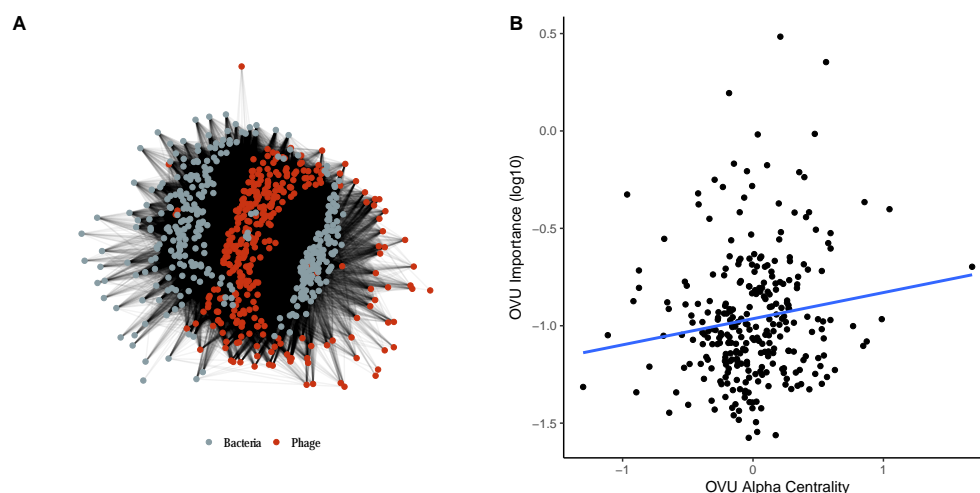 A
B
Bacteria
Phage
OVU Importance (log10)
0.5
0.0
−0.5
−1.0
−1.5
−1
0
1
OVU Alpha Centrality